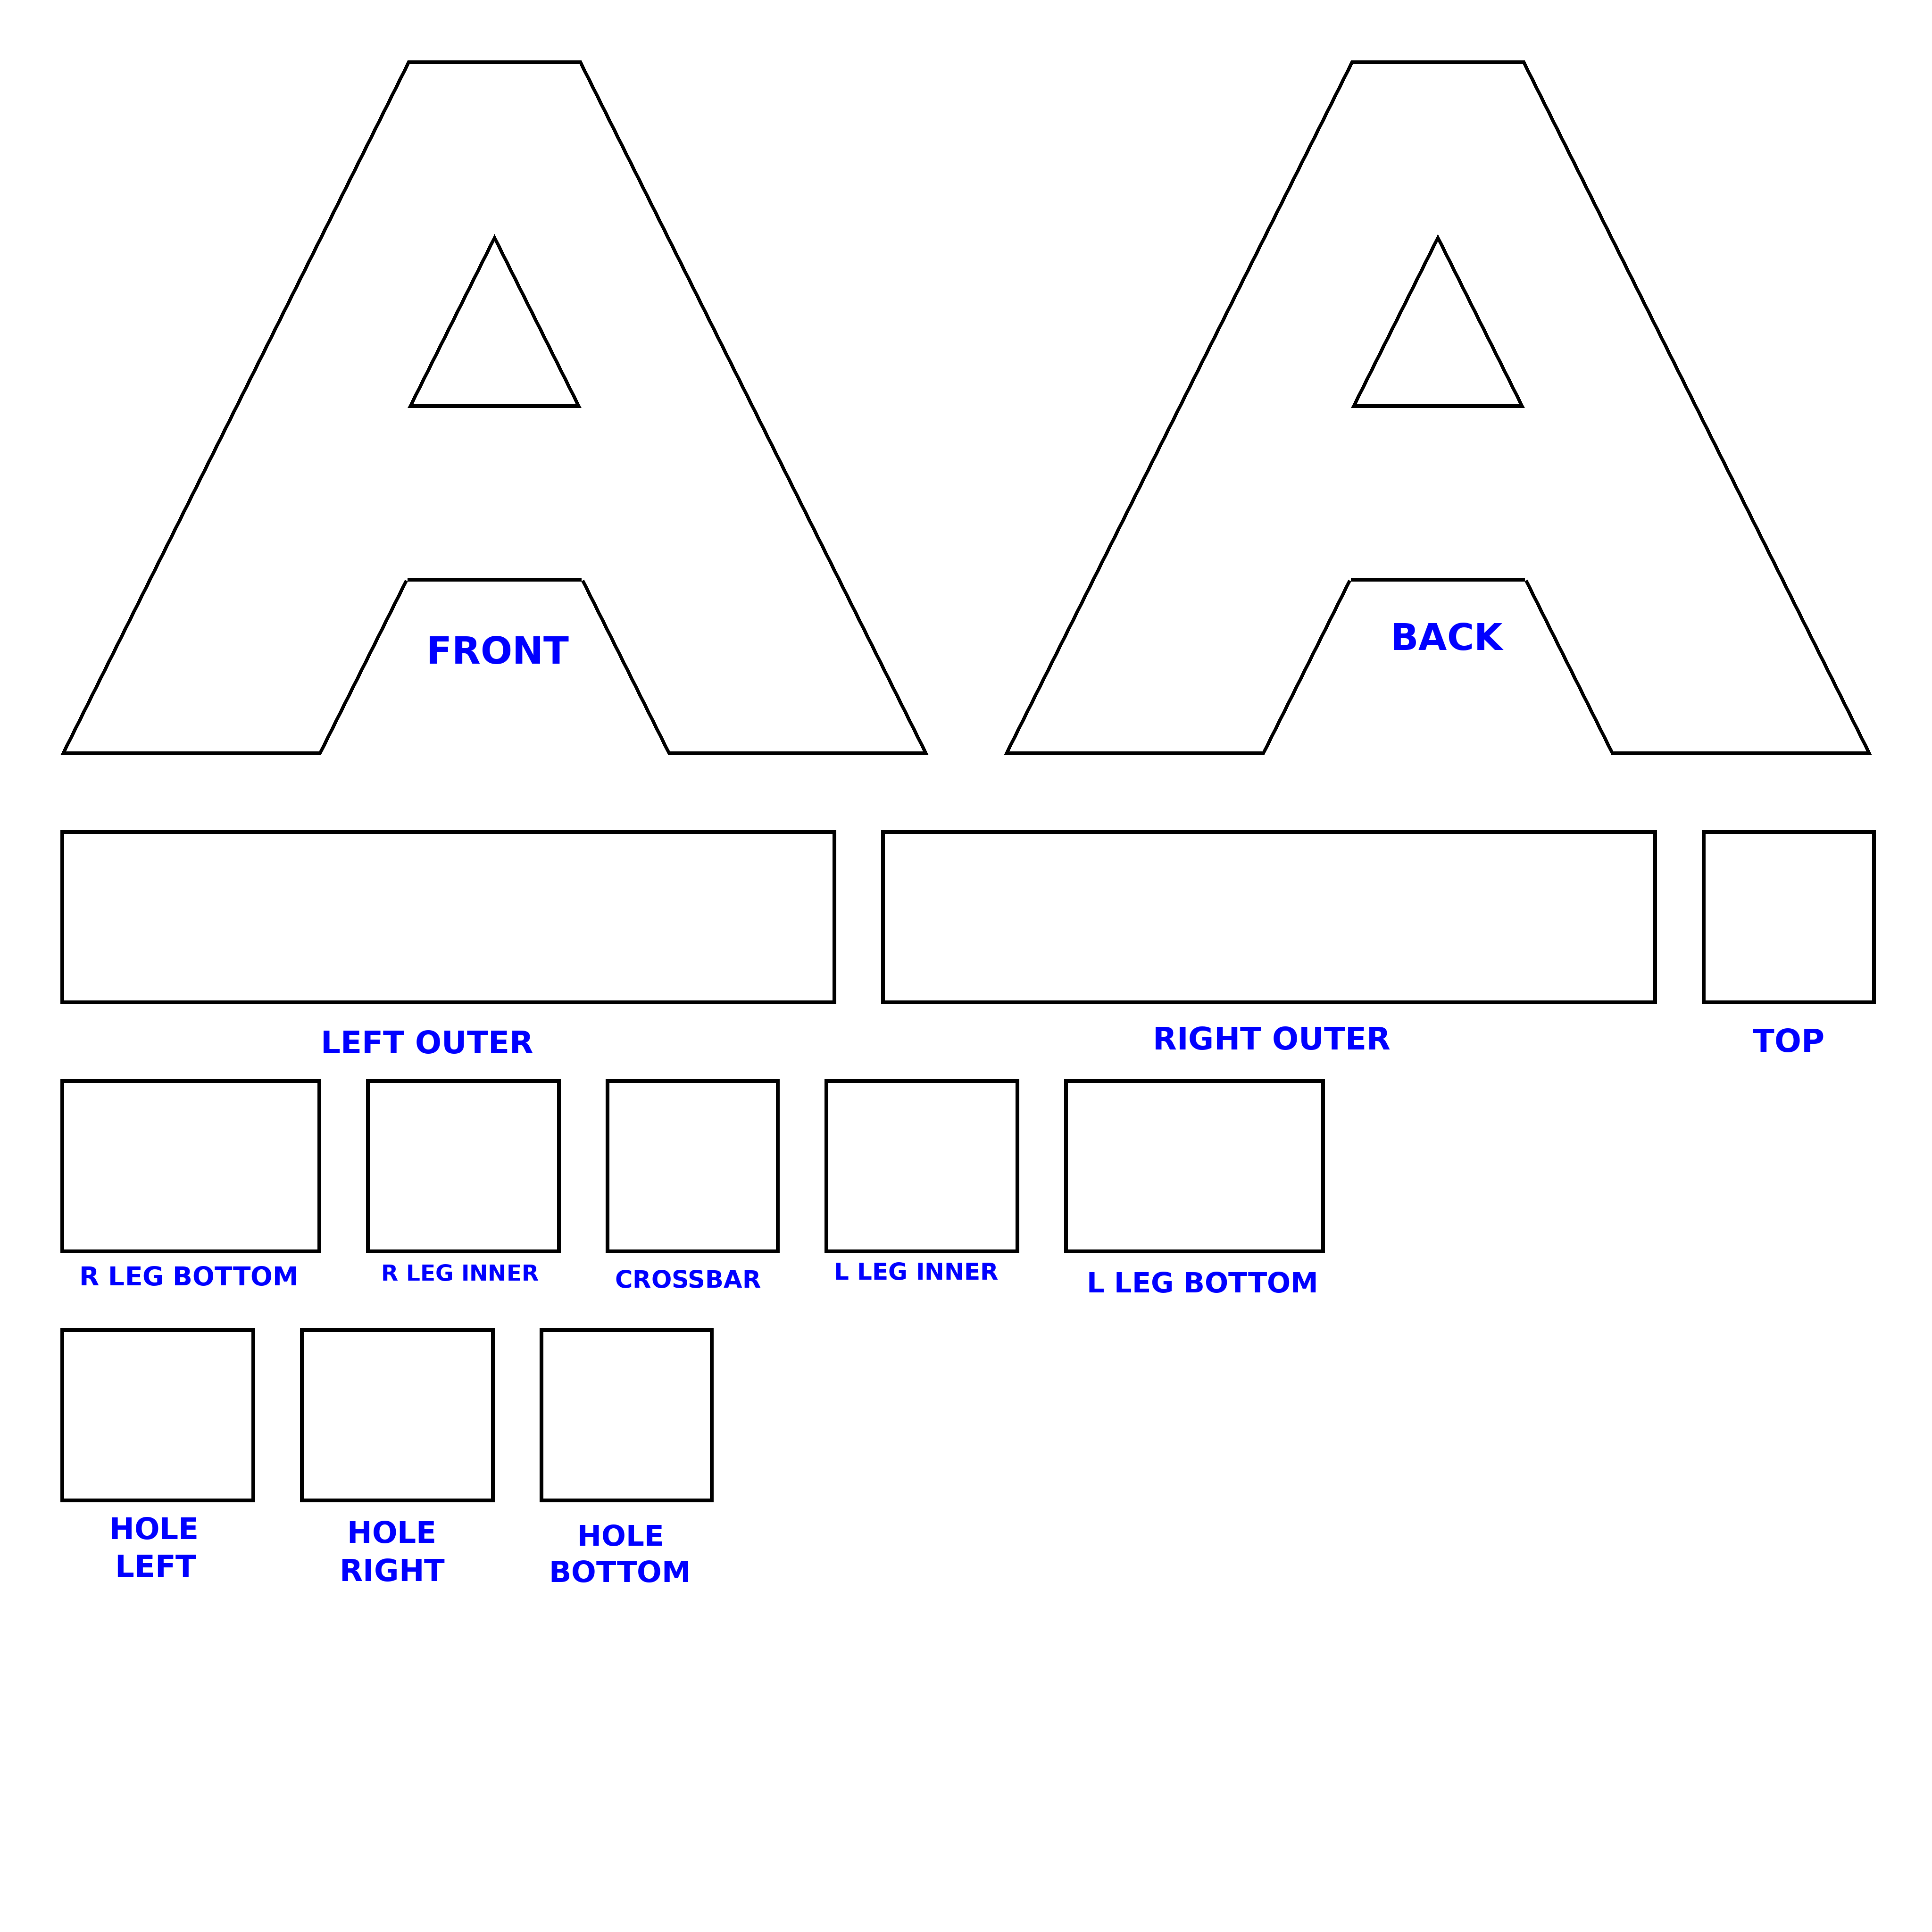 FRONT
BACK
LEFT OUTER
RIGHT OUTER
TOP
R LEG BOTTOM
R LEG INNER
CROSSBAR
L LEG INNER
L LEG BOTTOM
HOLE
LEFT
HOLE
RIGHT
HOLE
BOTTOM